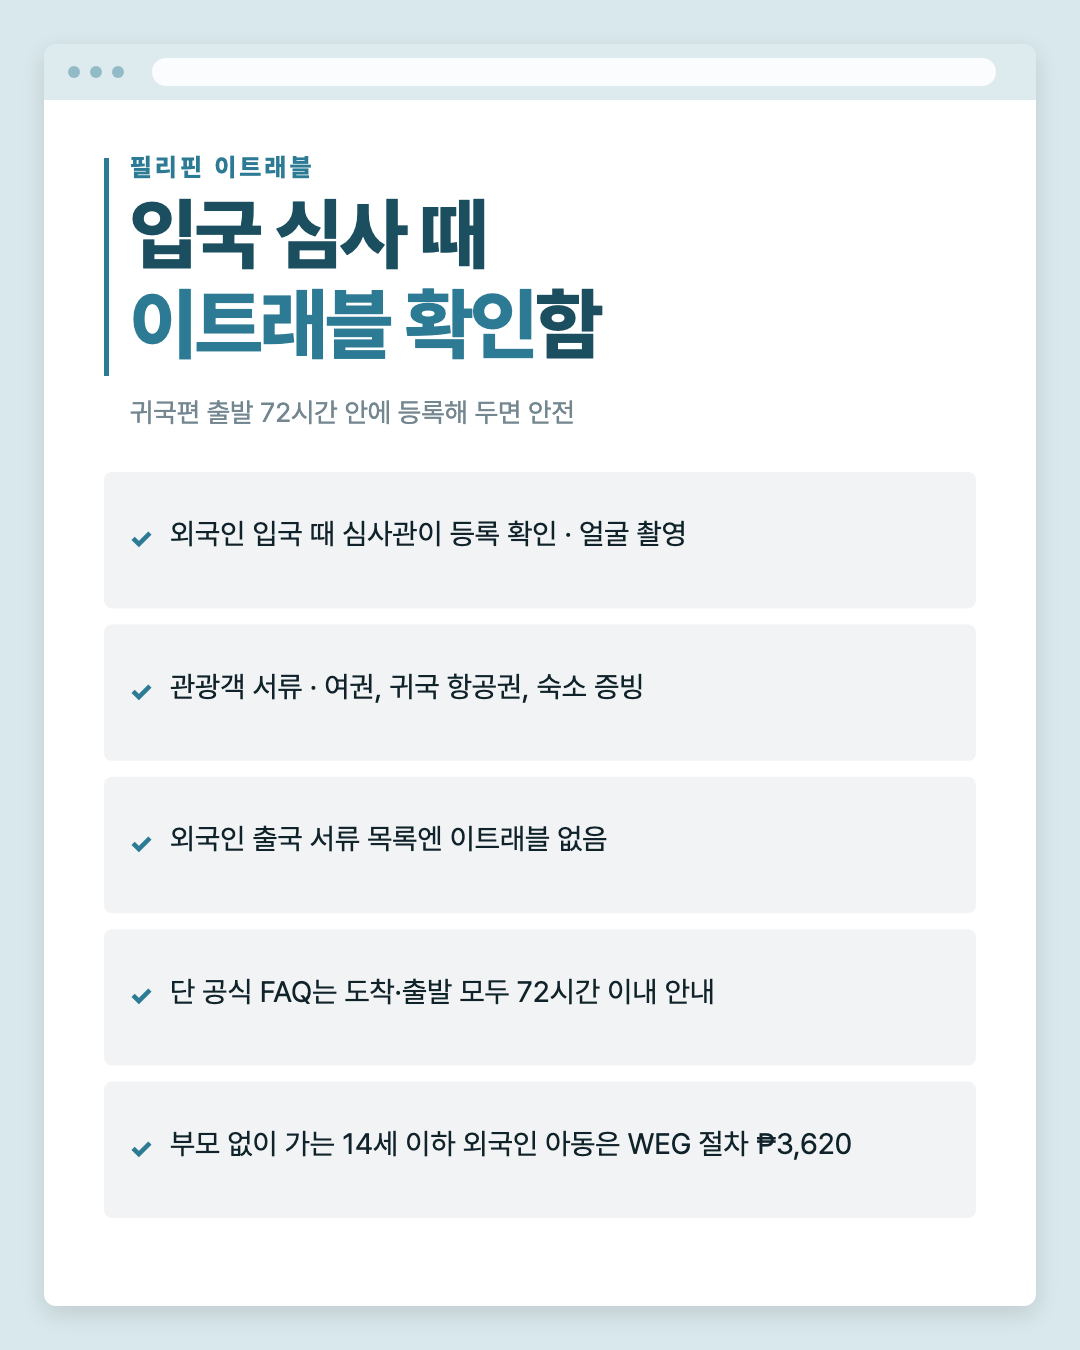 필리핀 이트래블
입국 심사 때
이트래블 확인함
귀국편 출발 72시간 안에 등록해 두면 안전
외국인 입국 때 심사관이 등록 확인 · 얼굴 촬영
관광객 서류 · 여권, 귀국 항공권, 숙소 증빙
외국인 출국 서류 목록엔 이트래블 없음
단 공식 FAQ는 도착·출발 모두 72시간 이내 안내
부모 없이 가는 14세 이하 외국인 아동은 WEG 절차 ₱3,620